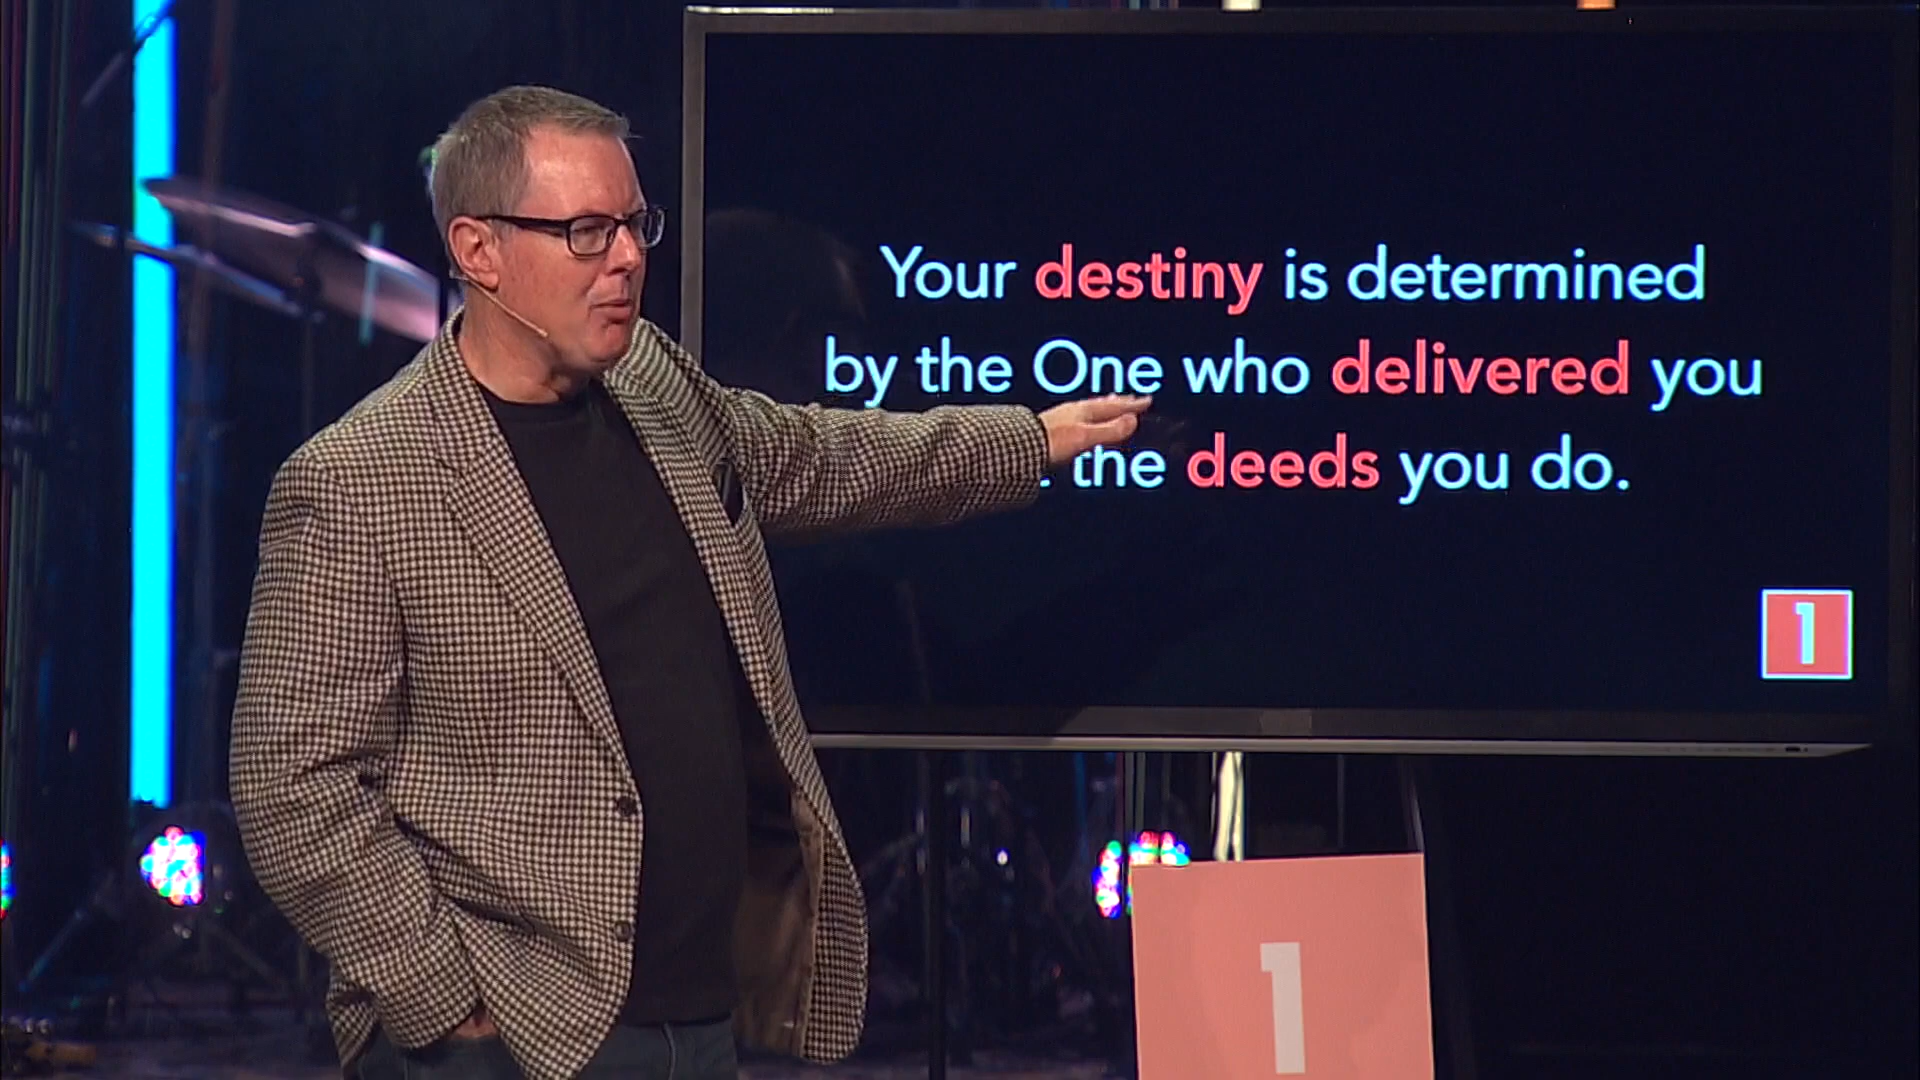 Your destiny is determined
by the One who delivered you
the deeds you do.
1
1